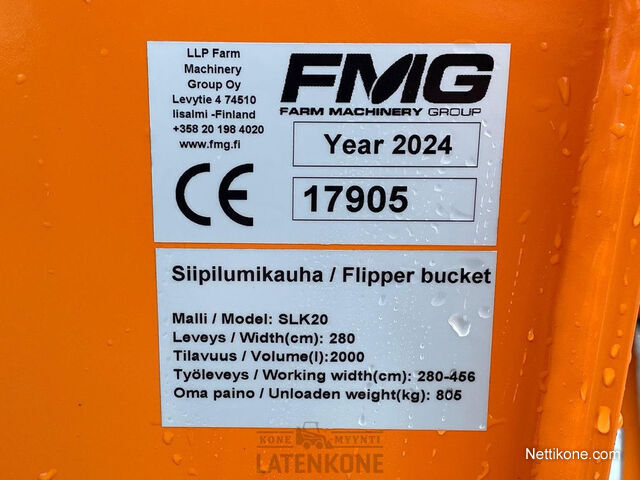 LLP Farm
Machinery
Group Oy
Levytie 4 74510
Iisalmi -Finland
+358 20 198 4020
www.fmg.fi
FMG
FARM MACHINERY GROUP
Year 2024
CE
17905
Siipilumikauha / Flipper bucket
Malli / Model: SLK20
Leveys / Width(cm): 280
Tilavuus / Volume(l):2000
Työleveys / Working width(cm): 280-456
Oma paino / Unloaden weight(kg): 805
KONE MYYNTI
LATENKONE
Nettikone.com